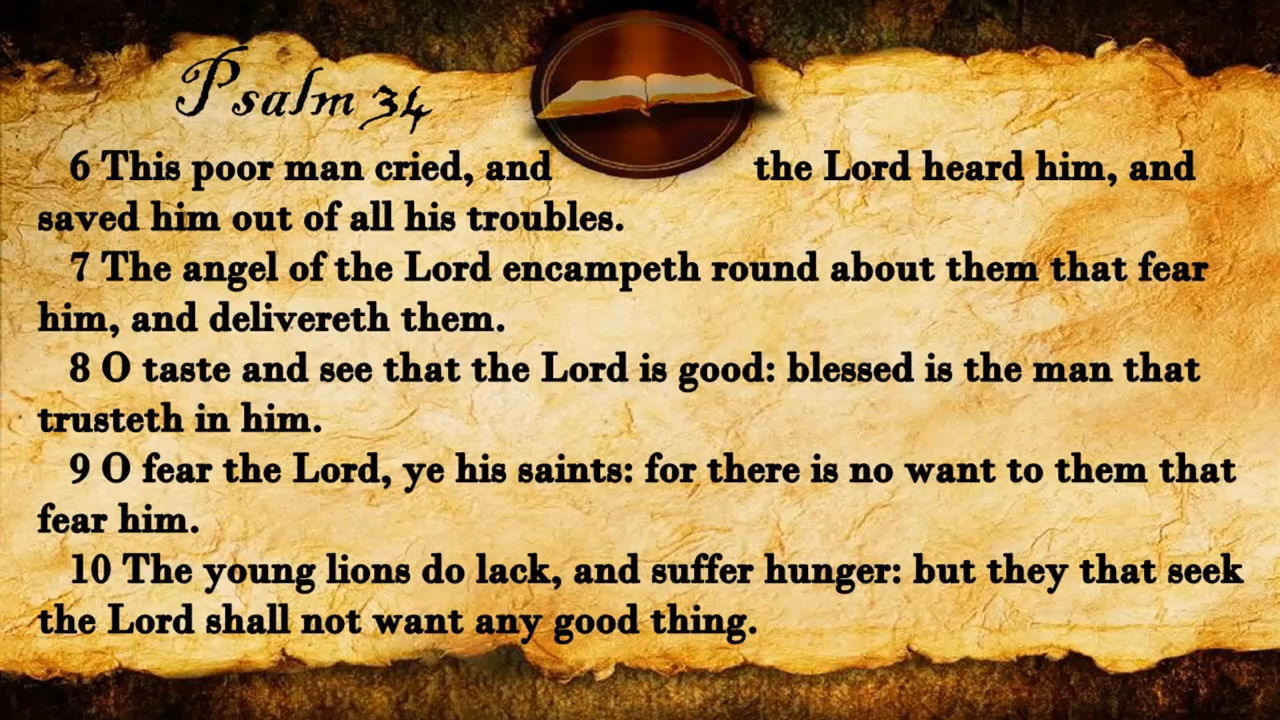 Psalm 34
6 This poor man cried, and the Lord heard him, and
saved him out of all his troubles.
7 The angel of the Lord encampeth round about them that fear
him, and delivereth them.
8 O taste and see that the Lord is good: blessed is the man that
trusteth in him.
9 O fear the Lord, ye his saints: for there is no want to them that
fear him.
10 The young lions do lack, and suffer hunger: but they that seek
the Lord shall not want any good thing.